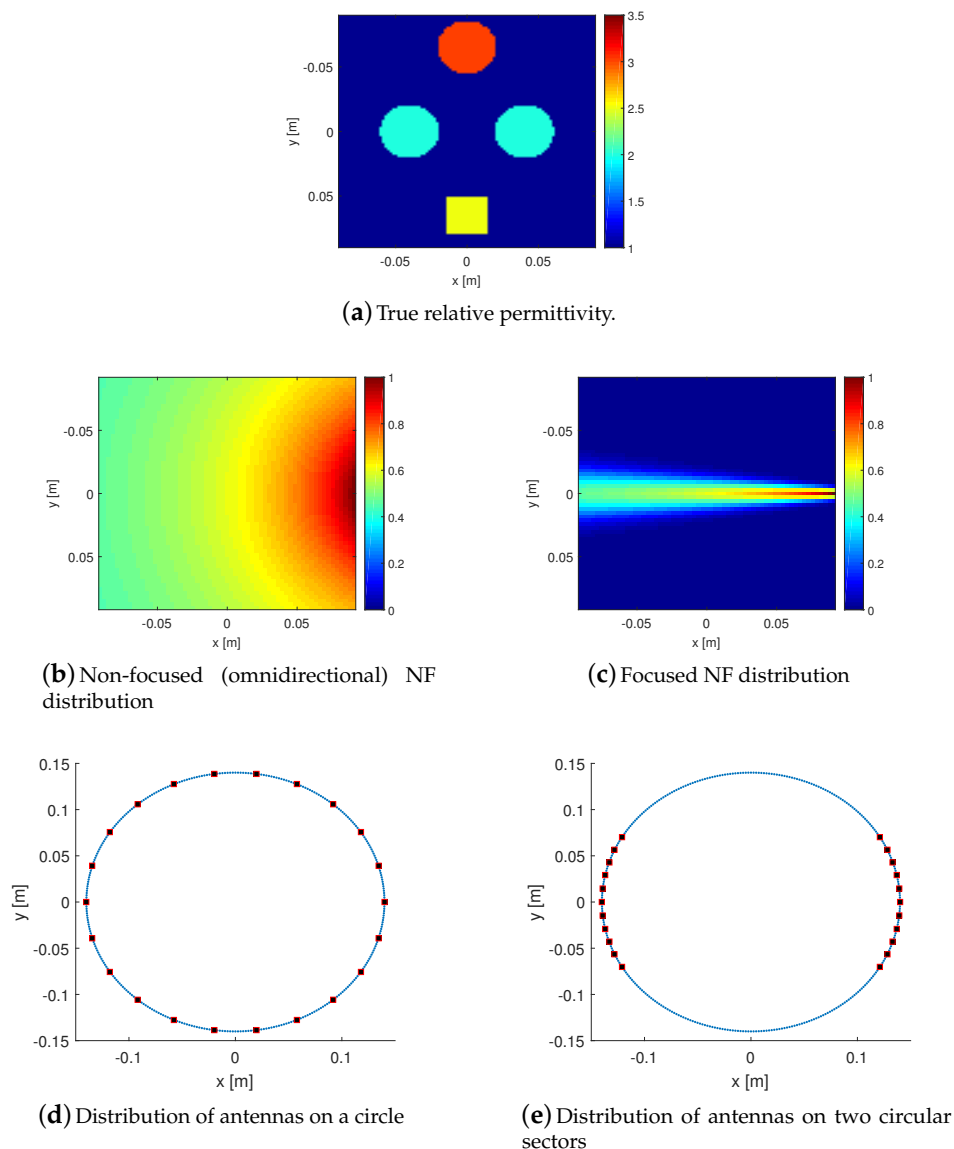 3.5
3
2.5
2
1.5
1
-0.05
0
0.05
y [m]
-0.05 0 0.05
x [m]
(a) True relative permittivity.
1
0.8
0.6
0.4
0.2
0
-0.05
0
0.05
y [m]
-0.05 0 0.05
x [m]
(b) Non-focused (omnidirectional) NF
distribution
1
0.8
0.6
0.4
0.2
0
-0.05
0
0.05
y [m]
-0.05 0 0.05
x [m]
(c) Focused NF distribution
0.15
0.1
0.05
0
-0.05
-0.1
-0.15
y [m]
-0.1 0 0.1
x [m]
(d) Distribution of antennas on a circle
0.15
0.1
0.05
0
-0.05
-0.1
-0.15
y [m]
-0.1 0 0.1
x [m]
(e) Distribution of antennas on two circular
sectors